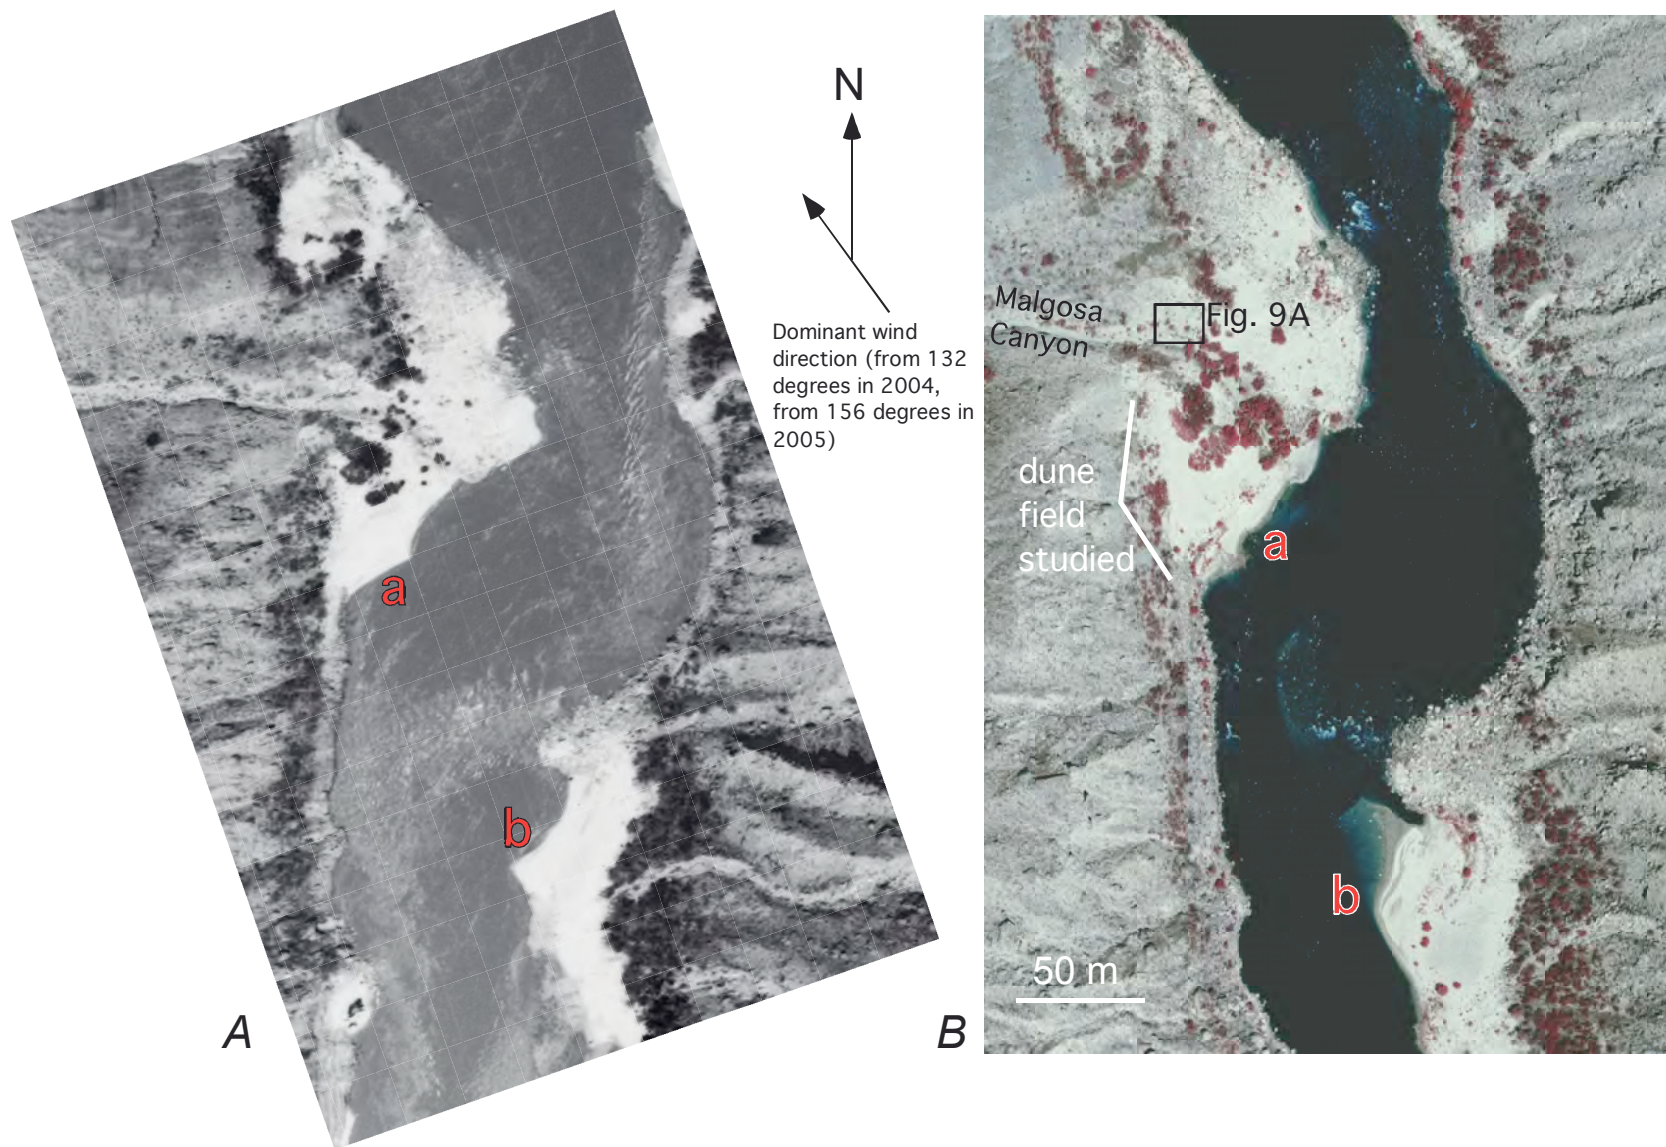 N
Dominant wind
direction (from 132
degrees in 2004,
from 156 degrees in
2005)
a
b
A
Malgosa
Canyon
Fig. 9A
dune
field
studied
a
b
50 m
B